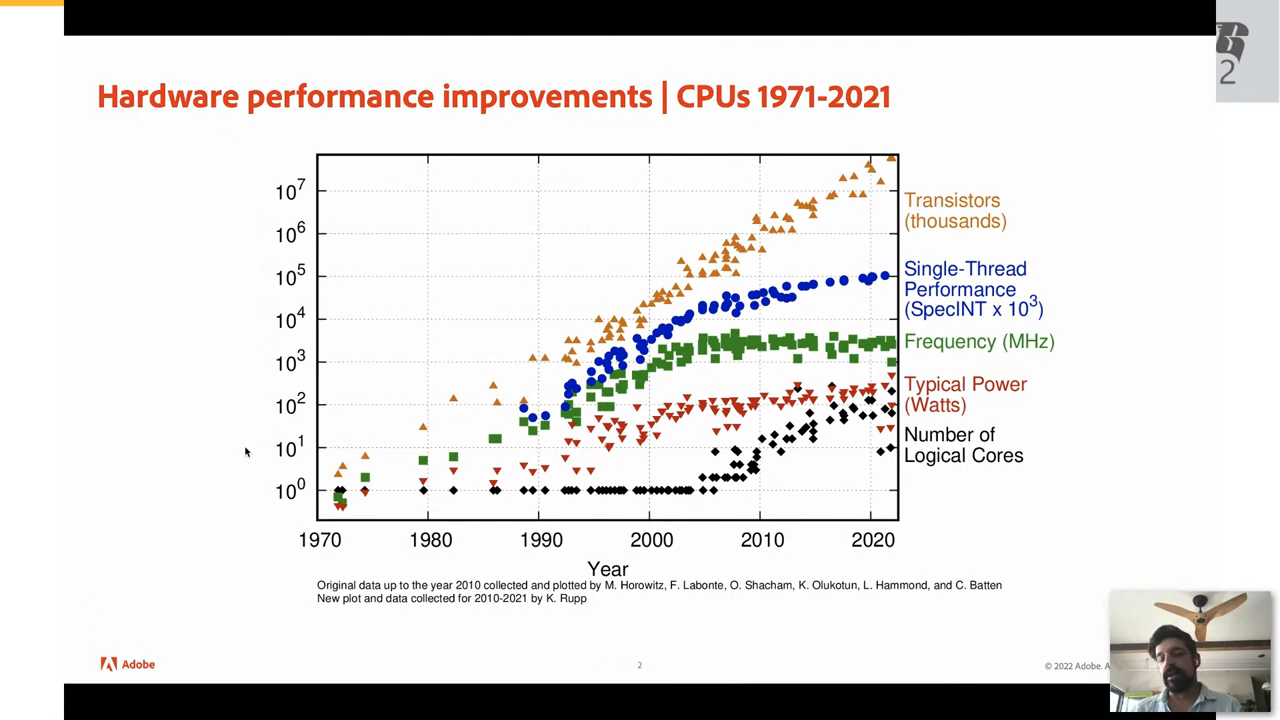 Hardware performance improvements | CPUs 1971-2021
2
10⁷
10⁶
10⁵
10⁴
10³
10²
10¹
10⁰
Transistors
(thousands)
Single-Thread
Performance
(SpecINT x 10³)
Frequency (MHz)
Typical Power
(Watts)
Number of
Logical Cores
1970 1980 1990 2000 2010 2020
Year
Original data up to the year 2010 collected and plotted by M. Horowitz, F. Labonte, O. Shacham, K. Olukotun, L. Hammond, and C. Batten
New plot and data collected for 2010-2021 by K. Rupp
Adobe
2
© 2022 Adobe. A